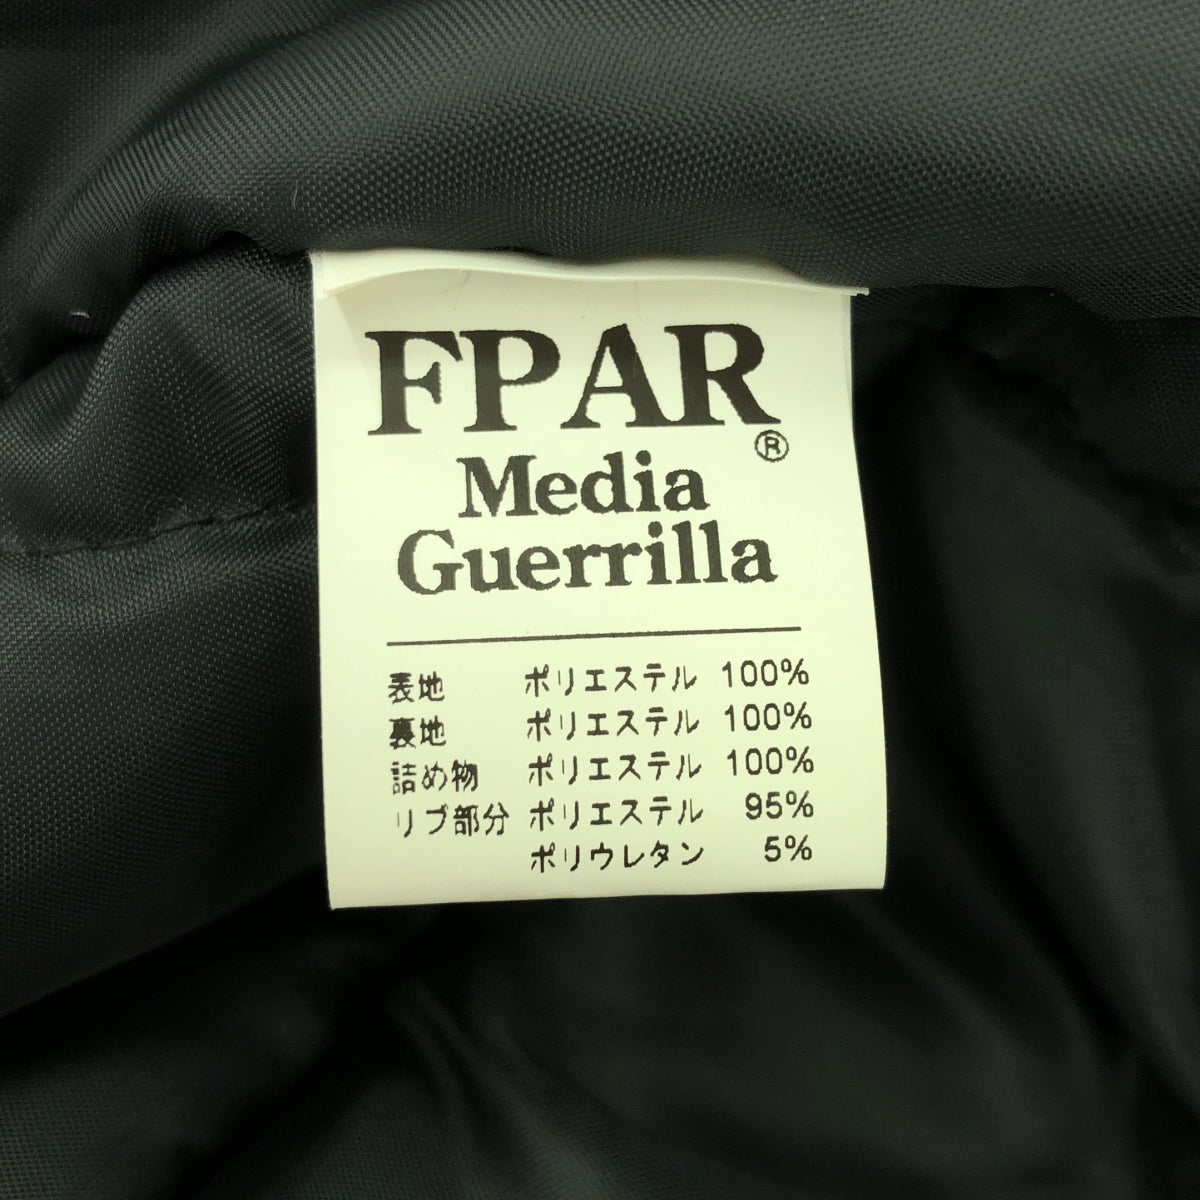 FPAR®
Media
Guerrilla
表地 ポリエステル 100%
裏地 ポリエステル 100%
詰め物 ポリエステル 100%
リブ部分 ポリエステル 95%
ポリウレタン 5%